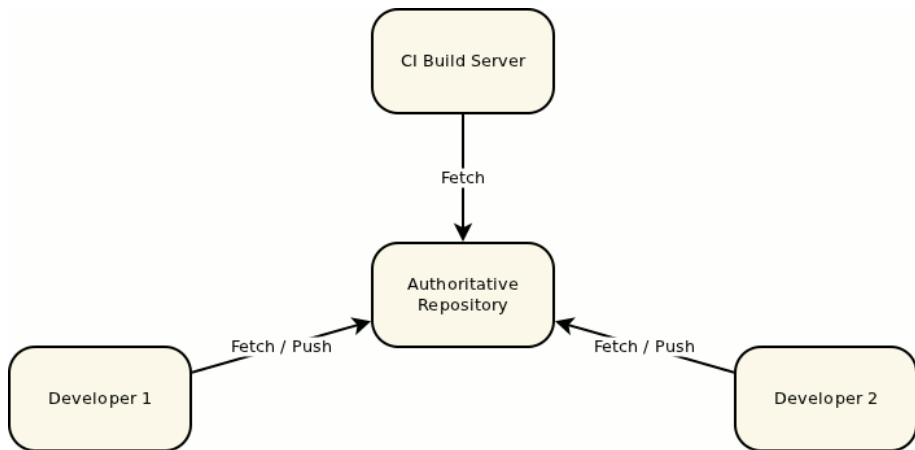 CI Build Server
Fetch
Authoritative
Repository
Fetch / Push
Fetch / Push
Developer 1
Developer 2